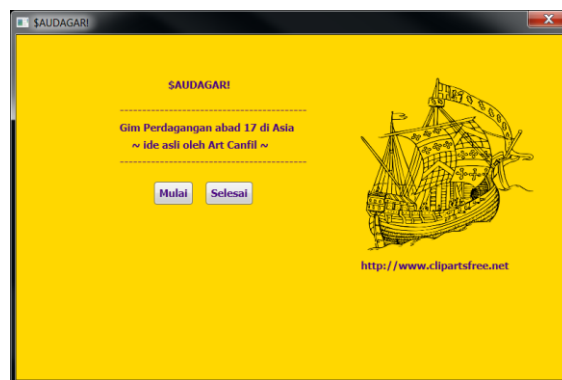 $AUDAGAR!
$AUDAGAR!
----------------------------------------
Gim Perdagangan abad 17 di Asia
~ ide asli oleh Art Canfil ~
----------------------------------------
Mulai Selesai
http://www.clipartsfree.net